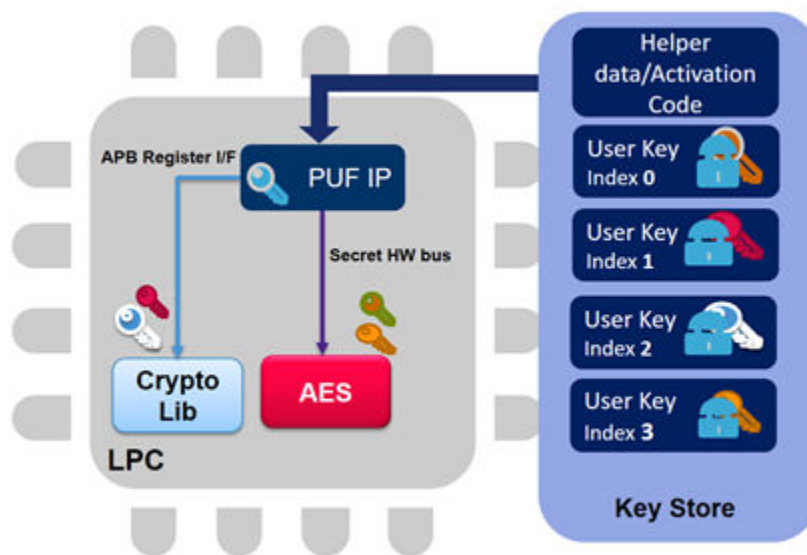 Helper
data/Activation
Code
APB Register I/F
PUF IP
User Key
Index 0
Secret HW bus
User Key
Index 1
Crypto
Lib
AES
User Key
Index 2
User Key
Index 3
LPC
Key Store